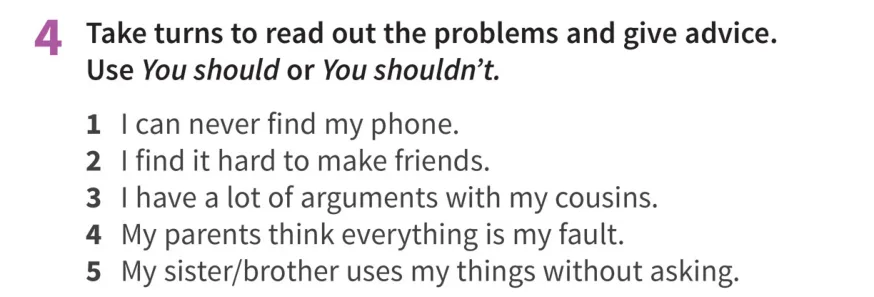 4 Take turns to read out the problems and give advice.
Use You should or You shouldn't.
1 I can never find my phone.
2 I find it hard to make friends.
3 I have a lot of arguments with my cousins.
4 My parents think everything is my fault.
5 My sister/brother uses my things without asking.